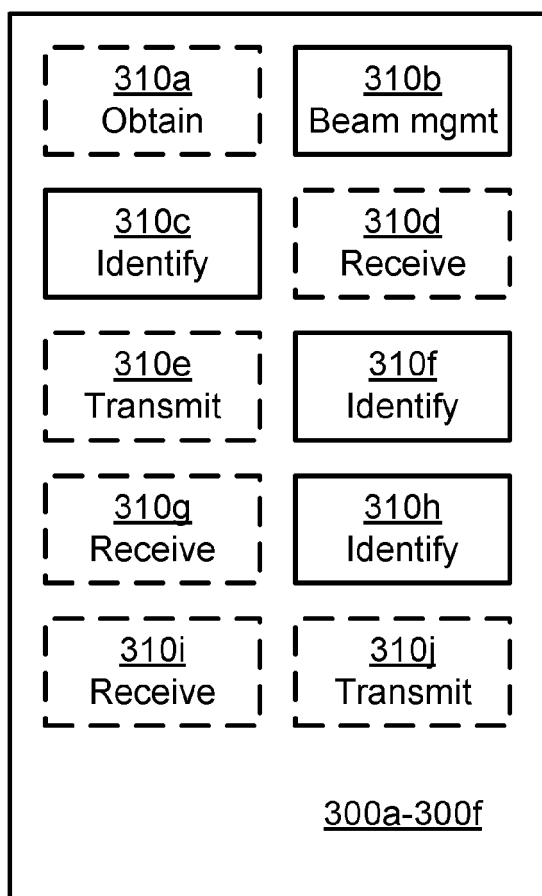 310a
Obtain
310b
Beam mgmt
310c
Identify
310d
Receive
310e
Transmit
310f
Identify
310g
Receive
310h
Identify
310i
Receive
310j
Transmit
300a-300f